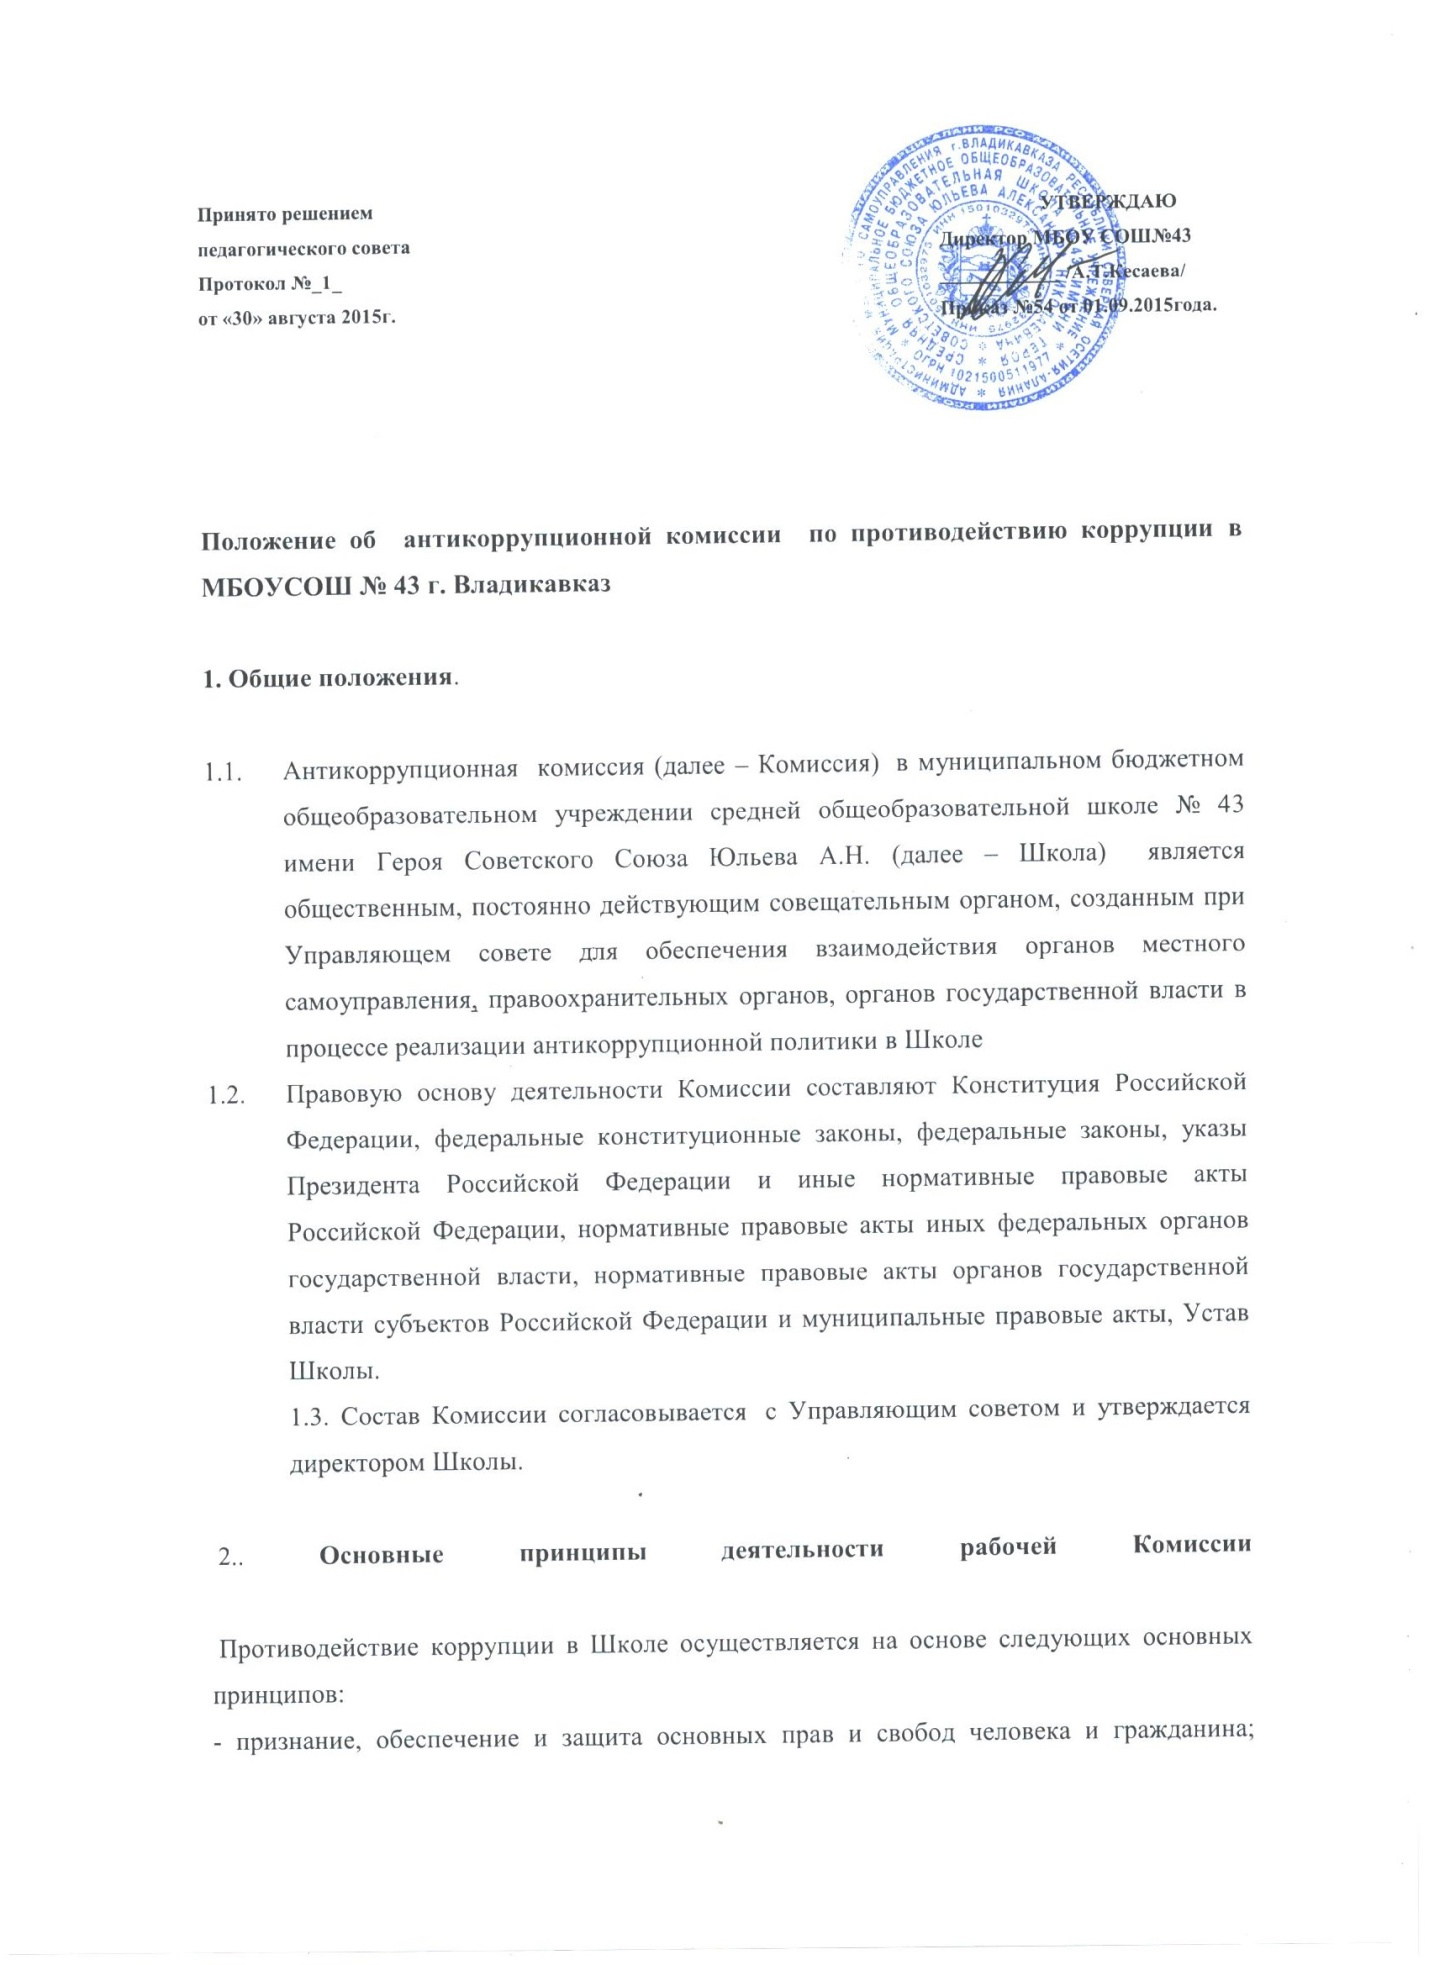 Принято решением
педагогического совета
Протокол №_1_
от «30» августа 2015г.
УТВЕРЖДАЮ
Директор МБОУ СОШ№43
/А.Т.Кесаева/
Приказ №54 от 01.09.2015года.
Положение об антикоррупционной комиссии по противодействию коррупции в
МБОУСОШ № 43 г. Владикавказ
1. Общие положения.
1.1. Антикоррупционная комиссия (далее – Комиссия) в муниципальном бюджетном
общеобразовательном учреждении средней общеобразовательной школе № 43
имени Героя Советского Союза Юльева А.Н. (далее – Школа) является
общественным, постоянно действующим совещательным органом, созданным при
Управляющем совете для обеспечения взаимодействия органов местного
самоуправления, правоохранительных органов, органов государственной власти в
процессе реализации антикоррупционной политики в Школе
1.2. Правовую основу деятельности Комиссии составляют Конституция Российской
Федерации, федеральные конституционные законы, федеральные законы, указы
Президента Российской Федерации и иные нормативные правовые акты
Российской Федерации, нормативные правовые акты иных федеральных органов
государственной власти, нормативные правовые акты органов государственной
власти субъектов Российской Федерации и муниципальные правовые акты, Устав
Школы.
1.3. Состав Комиссии согласовывается с Управляющим советом и утверждается
директором Школы.
2.. Основные принципы деятельности рабочей Комиссии
Противодействие коррупции в Школе осуществляется на основе следующих основных
принципов:
- признание, обеспечение и защита основных прав и свобод человека и гражданина;